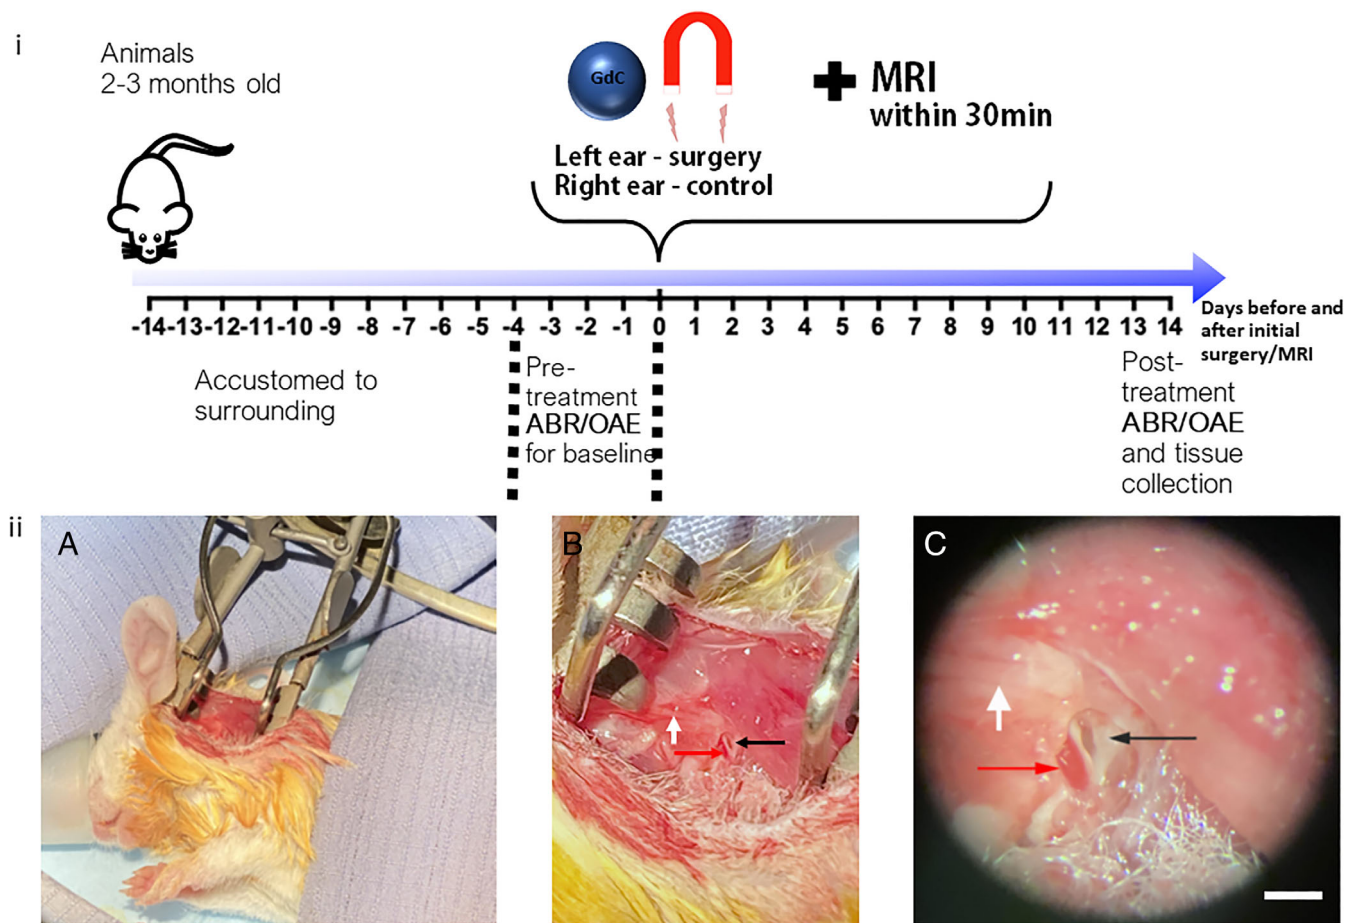 i
Animals
2-3 months old
GdC
MRI
within 30min
Left ear - surgery
Right ear - control
-14 -13 -12 -11 -10 -9 -8 -7 -6 -5 -4 -3 -2 -1 0 1 2 3 4 5 6 7 8 9 10 11 12 13 14
Days before and
after initial
surgery/MRI
Accustomed to
surrounding
Pre-
treatment
ABR/OAE
for baseline
Post-
treatment
ABR/OAE
and tissue
collection
ii
A
B
C